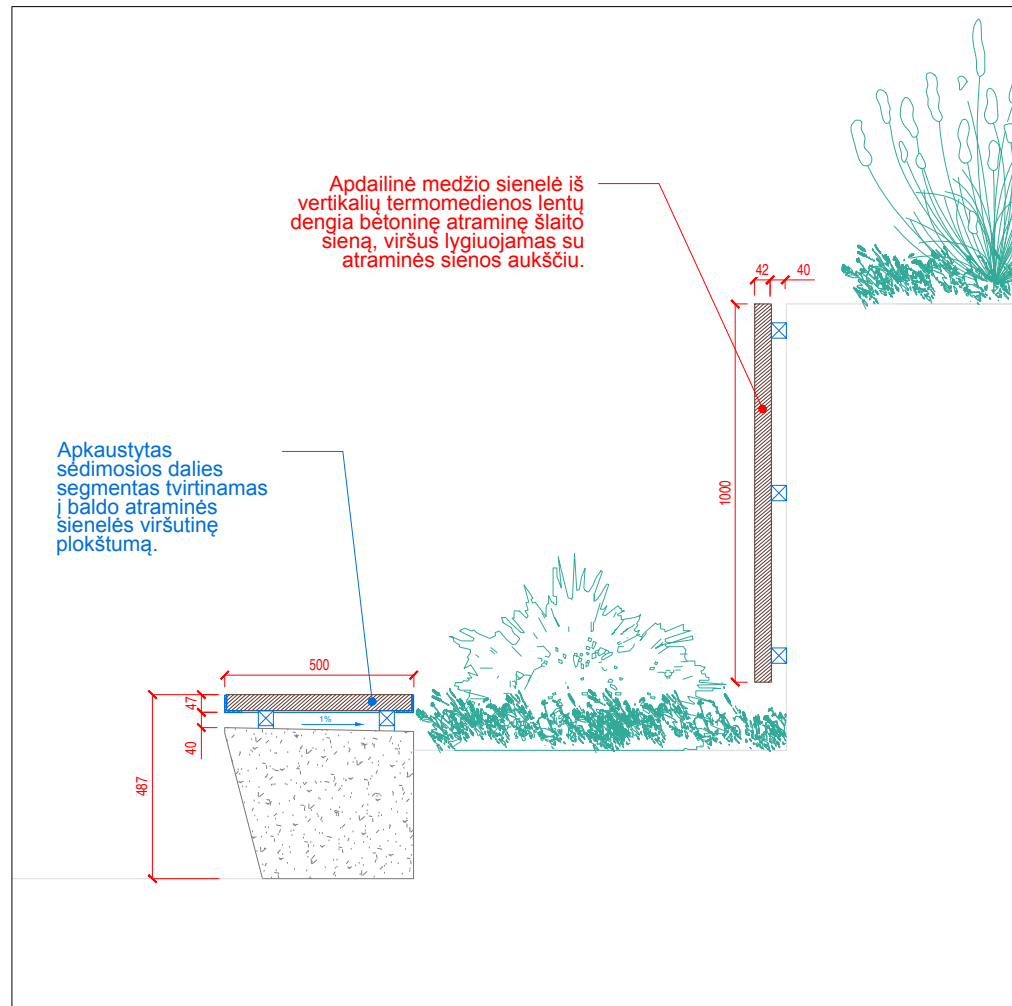 Apdailinė medžio sienelė iš
vertikalių termomedienos lentų
dengia betoninę atraminę šlaito
sieną, viršus lygiuojamas su
atraminės sienos aukščiu.
42
40
1000
Apkaustytas
sėdimosios dalies
segmentas tvirtinamas
į baldo atraminės
sienelės viršutinę
plokštumą.
500
47
1%
40
487